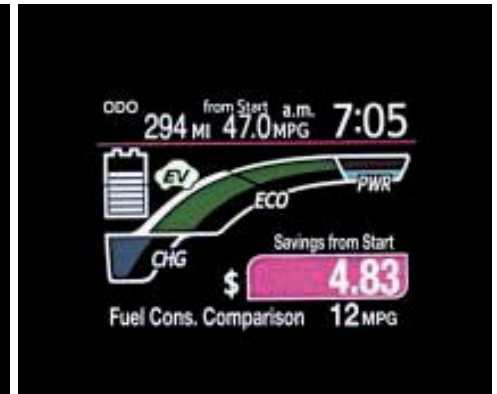 ODO 294 MI from Start 47.0 MPG a.m. 7:05
EV
ECO
PWR
CHG
Savings from Start
$ 4.83
Fuel Cons. Comparison 12 MPG